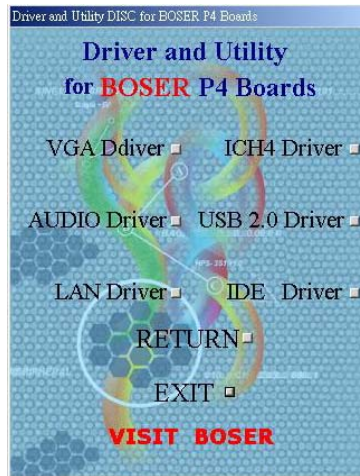 Driver and Utility DISC for BOSER P4 Boards
Driver and Utility
for BOSER P4 Boards
VGA Ddiver ICH4 Driver
AUDIO Driver USB 2.0 Driver
LAN Driver IDE Driver
RETURN
EXIT
VISIT BOSER